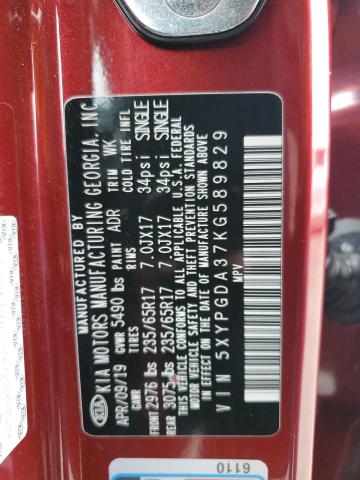 MANUFACTURED BY
KIA KIA MOTORS MANUFACTURING GEORGIA, INC.
APR/09/19 GVWR 5490 lbs PAINT ADR TRIM WK
GAWR TIRES RIMS COLD TIRE INFL
FRONT 2976 lbs 235/65R17 7.0JX17 34psi SINGLE
REAR 3075 lbs 235/65R17 7.0JX17 34psi SINGLE
THIS VEHICLE CONFORMS TO ALL APPLICABLE U.S.A. FEDERAL
MOTOR VEHICLE SAFETY AND THEFT PREVENTION STANDARDS
IN EFFECT ON THE DATE OF MANUFACTURE SHOWN ABOVE.
VIN 5XYPGDA37KG589829
MPV
6110